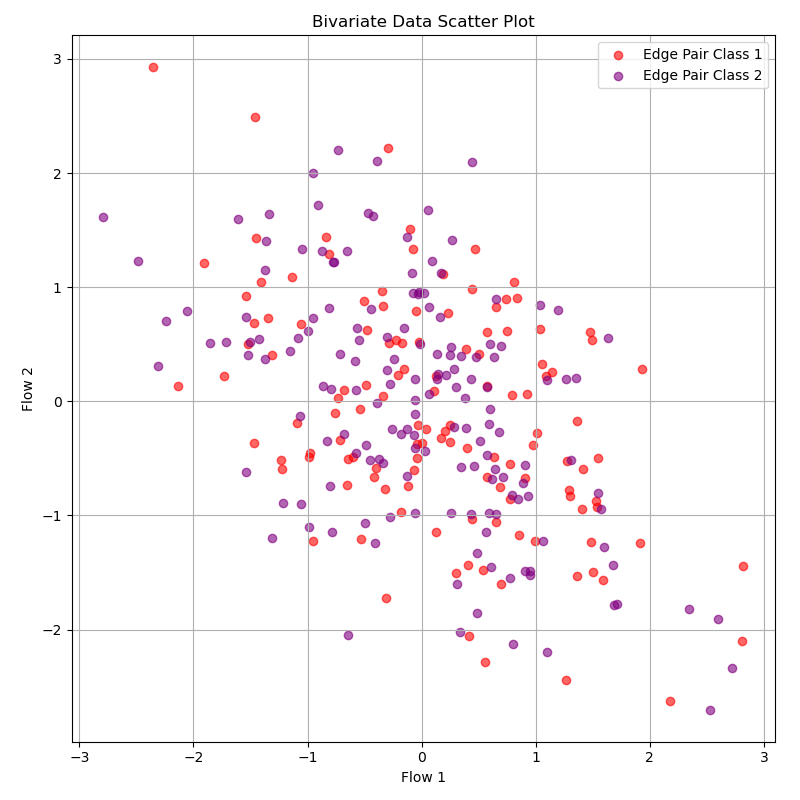 Bivariate Data Scatter Plot
Edge Pair Class 1
Edge Pair Class 2
3
2
1
0
−1
−2
Flow 2
−3 −2 −1 0 1 2 3
Flow 1